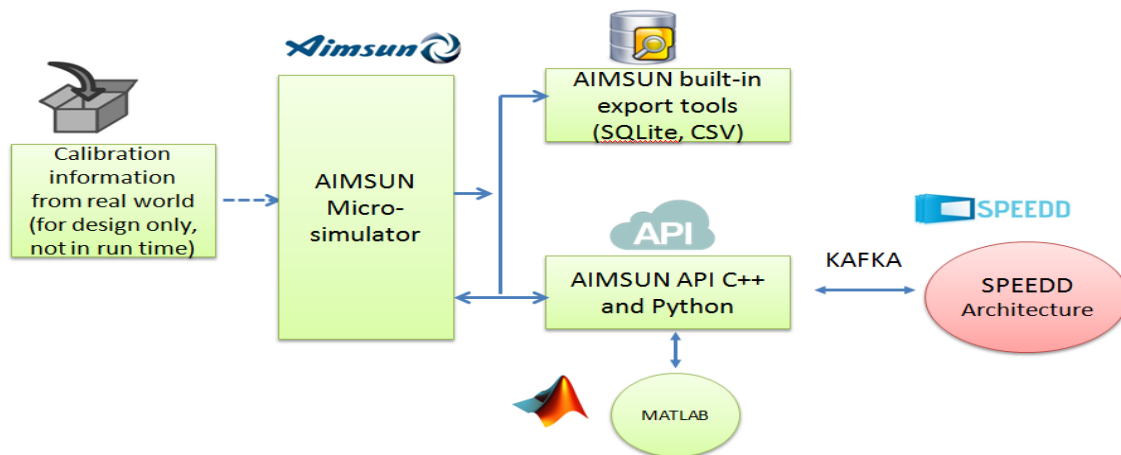 Aimsun
AIMSUN built-in
export tools
(SQLite, CSV)
Calibration
information
from real world
(for design only,
not in run time)
AIMSUN
Micro-
simulator
API
AIMSUN API C++
and Python
KAFKA
SPEEDD
SPEEDD
Architecture
MATLAB